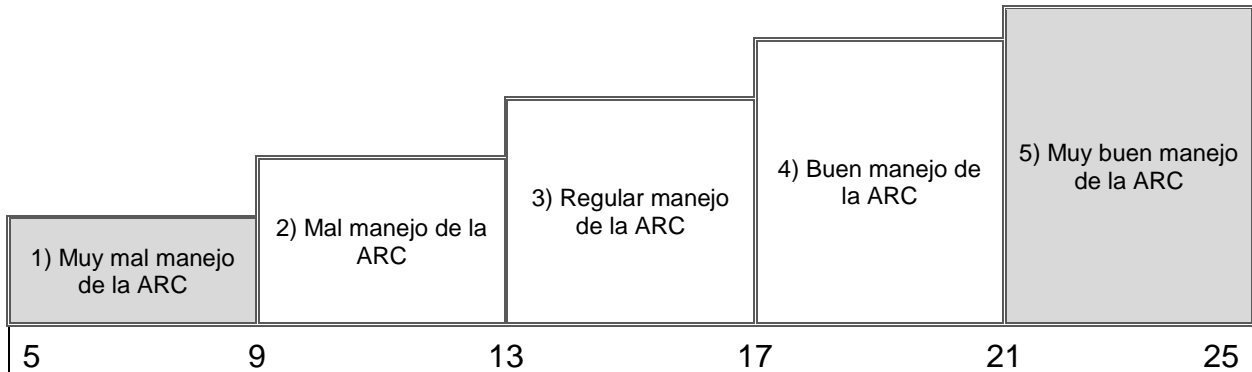 1) Muy mal manejo
de la ARC
2) Mal manejo de la
ARC
3) Regular manejo
de la ARC
4) Buen manejo de
la ARC
5) Muy buen manejo
de la ARC
5 9 13 17 21 25